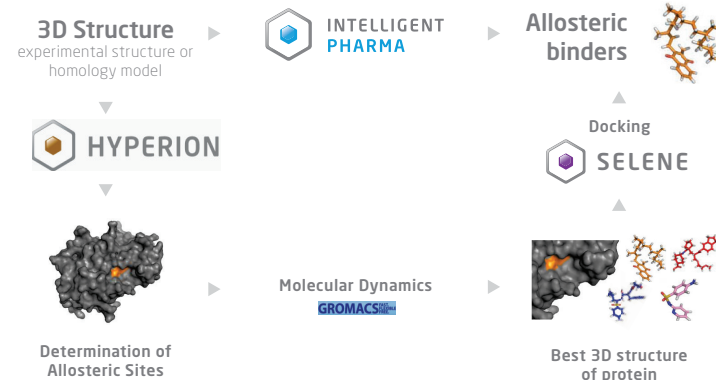 3D Structure
experimental structure or
homology model
INTELLIGENT
PHARMA
Allosteric
binders
HYPERION
Docking
SELENE
Molecular Dynamics
GROMACS
Determination of
Allosteric Sites
Best 3D structure
of protein